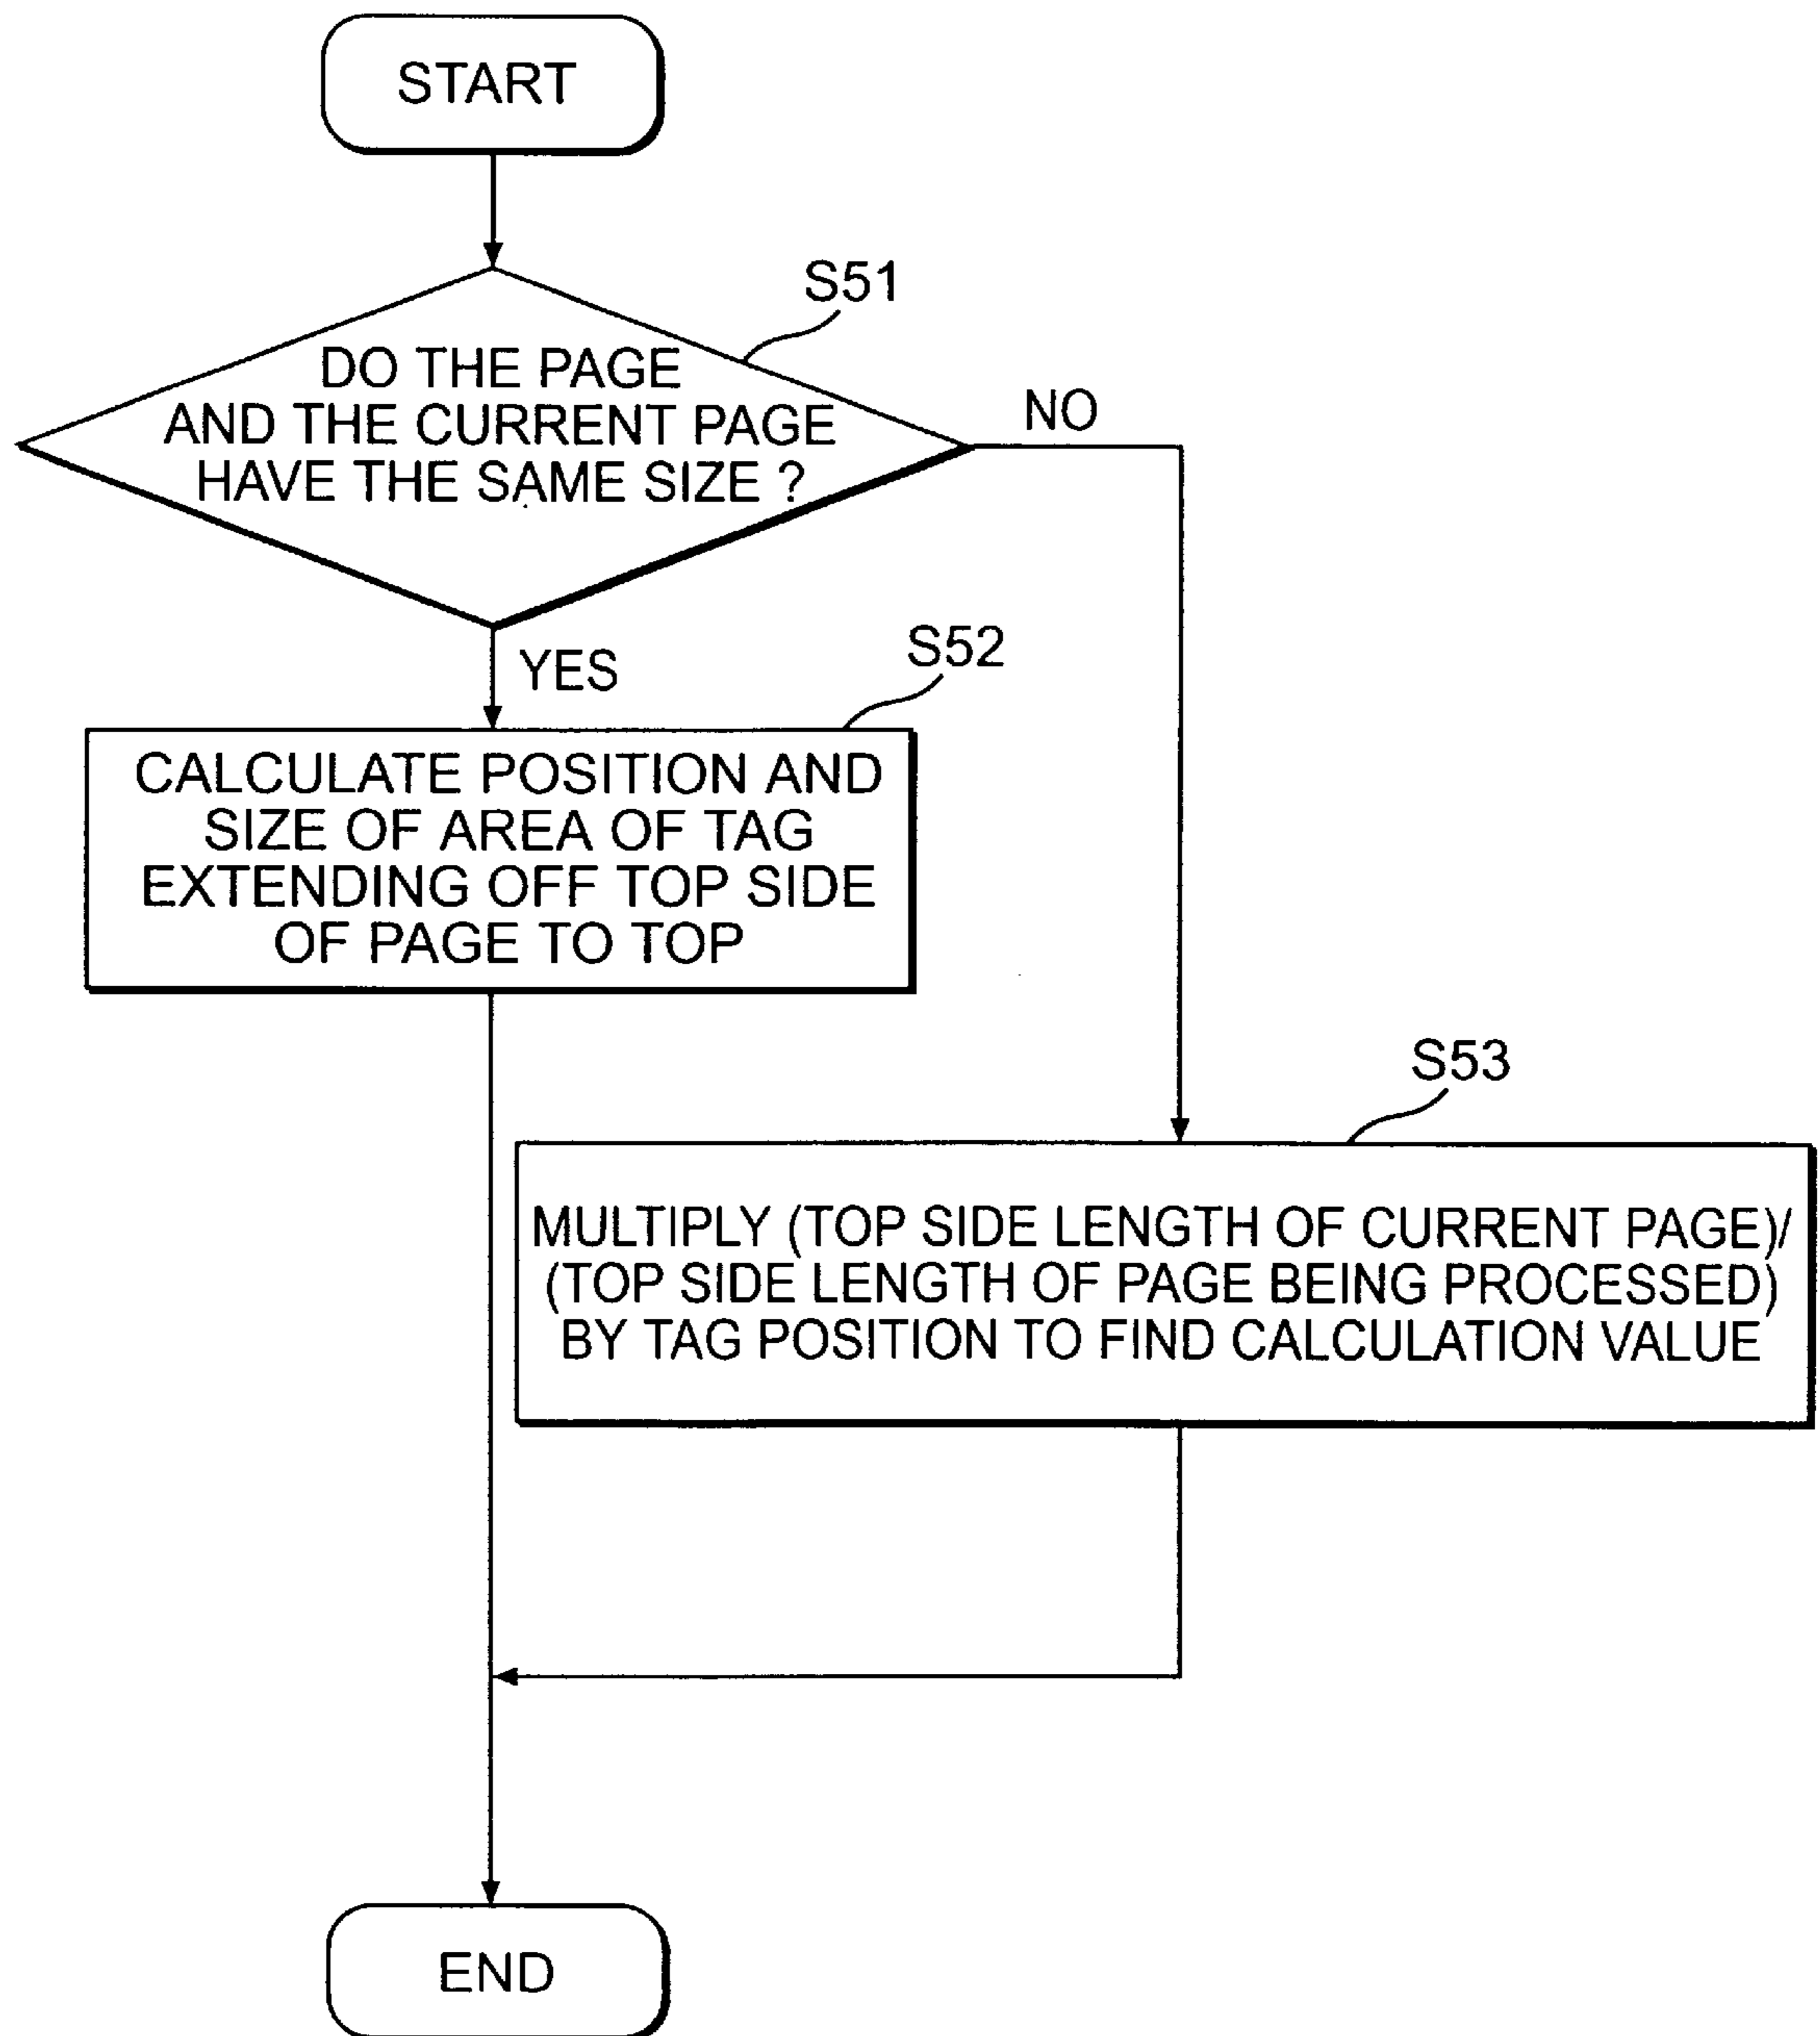 START
S51
DO THE PAGE
AND THE CURRENT PAGE
HAVE THE SAME SIZE ?
NO
YES
S52
CALCULATE POSITION AND
SIZE OF AREA OF TAG
EXTENDING OFF TOP SIDE
OF PAGE TO TOP
S53
MULTIPLY (TOP SIDE LENGTH OF CURRENT PAGE)/
(TOP SIDE LENGTH OF PAGE BEING PROCESSED)
BY TAG POSITION TO FIND CALCULATION VALUE
END